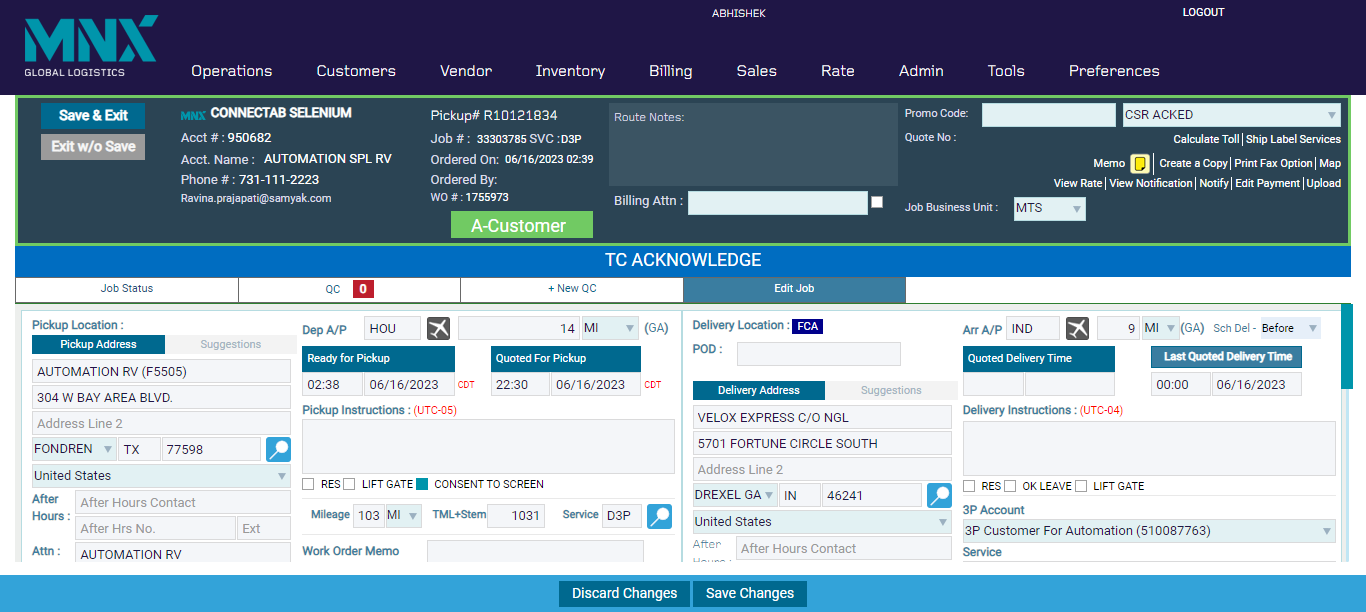 ABHISHEK
LOGOUT
MNX
GLOBAL LOGISTICS
Operations Customers Vendor Inventory Billing Sales Rate Admin Tools Preferences
Save & Exit
Exit w/o Save
MNX CONNECTAB SELENIUM
Acct # : 950682
Acct. Name : AUTOMATION SPL RV
Phone # : 731-111-2223
Ravina.prajapati@samyak.com
Pickup# R10121834
Job # : 33303785 SVC :D3P
Ordered On: 06/16/2023 02:39
Ordered By:
WO # : 1755973
A-Customer
Route Notes:
Billing Attn :
Promo Code:
CSR ACKED
Quote No :
Calculate Toll| Ship Label Services
Memo | Create a Copy| Print Fax Option| Map
View Rate| View Notification| Notify| Edit Payment| Upload
Job Business Unit : MTS
TC ACKNOWLEDGE
Job Status
QC 0
+ New QC
Edit Job
Pickup Location :
Pickup Address Suggestions
AUTOMATION RV (F5505)
304 W BAY AREA BLVD.
Address Line 2
FONDREN TX 77598
United States
After Hours : After Hours Contact
After Hrs No. Ext
Attn : AUTOMATION RV
Dep A/P HOU 14 MI (GA)
Ready for Pickup Quoted For Pickup
02:38 06/16/2023 CDT 22:30 06/16/2023 CDT
Pickup Instructions : (UTC-05)
RES LIFT GATE CONSENT TO SCREEN
Mileage 103 MI TML+Stem 1031 Service D3P
Work Order Memo
Delivery Location : FCA
POD :
Delivery Address Suggestions
VELOX EXPRESS C/O NGL
5701 FORTUNE CIRCLE SOUTH
Address Line 2
DREXEL GA IN 46241
United States
After Hours : After Hours Contact
Arr A/P IND 9 MI (GA) Sch Del - Before
Quoted Delivery Time Last Quoted Delivery Time
00:00 06/16/2023
Delivery Instructions : (UTC-04)
RES OK LEAVE LIFT GATE
3P Account
3P Customer For Automation (510087763)
Service
Discard Changes Save Changes